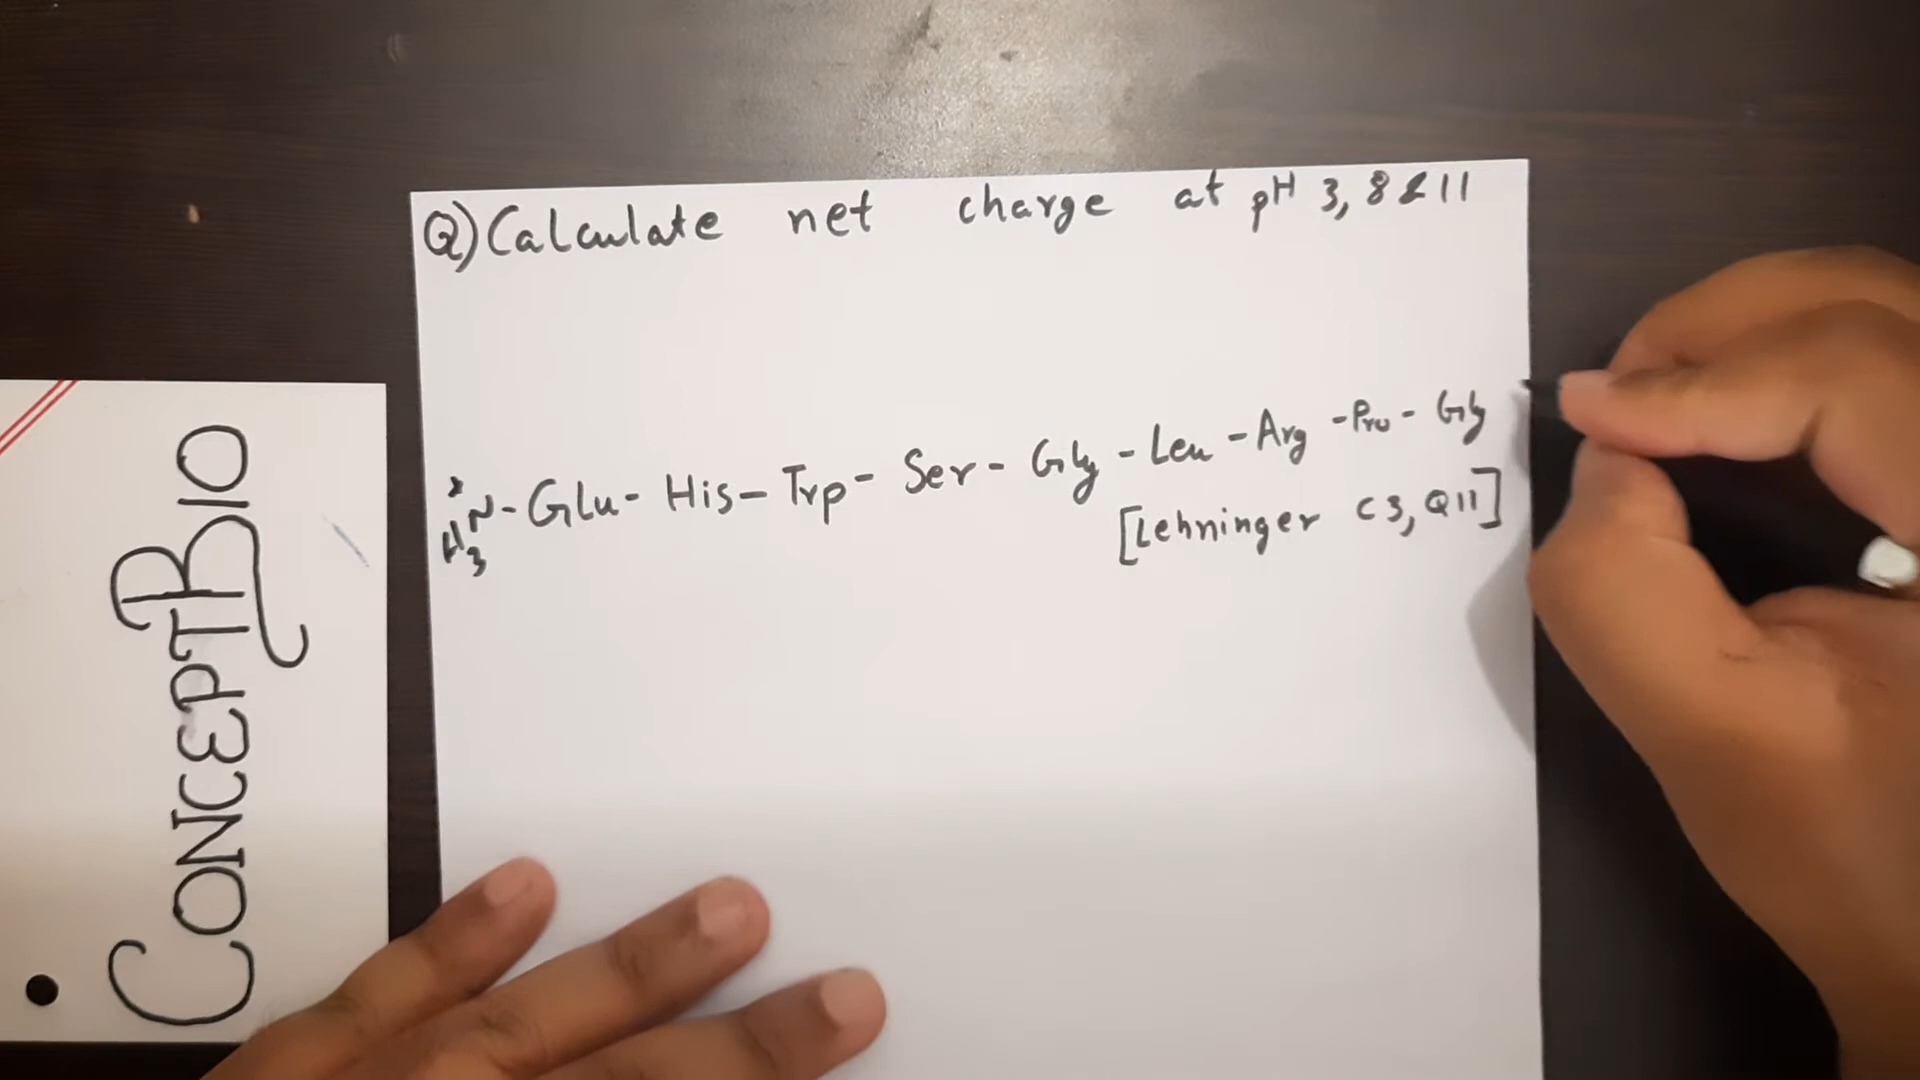 Q) Calculate net charge at pH 3, 8 & 11
H3N+ - Glu - His - Trp - Ser - Gly - Leu - Arg - Pro - Gly
[Lehninger C3, Q11]
CONCEPTBIO